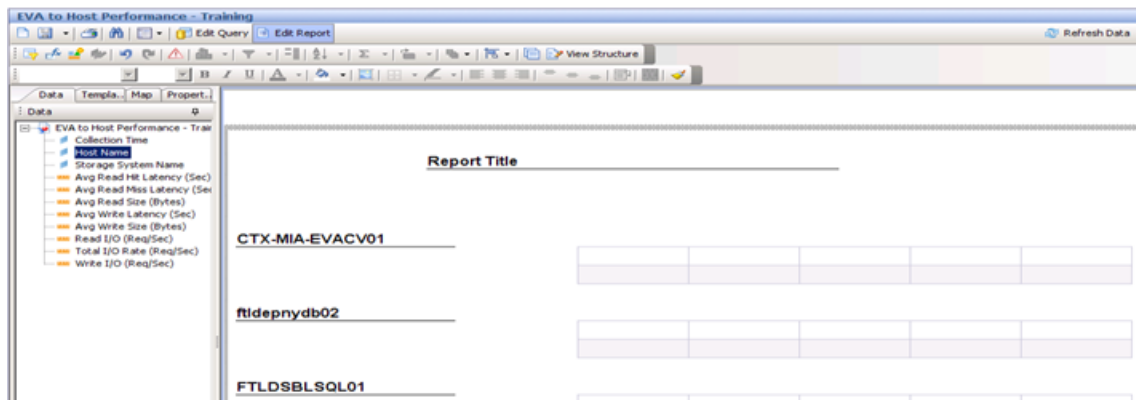 EVA to Host Performance - Training
Edit Query Edit Report Refresh Data
View Structure
B I U A
Data Templa.. Map Propert..
Data
EVA to Host Performance - Train
Collection Time
Host Name
Storage System Name
Avg Read Hit Latency (Sec)
Avg Read Miss Latency (Sec
Avg Read Size (Bytes)
Avg Write Latency (Sec)
Avg Write Size (Bytes)
Read I/O (Req/Sec)
Total I/O Rate (Req/Sec)
Write I/O (Req/Sec)
Report Title
CTX-MIA-EVACV01
ftldepnydb02
FTLDSBLSQL01